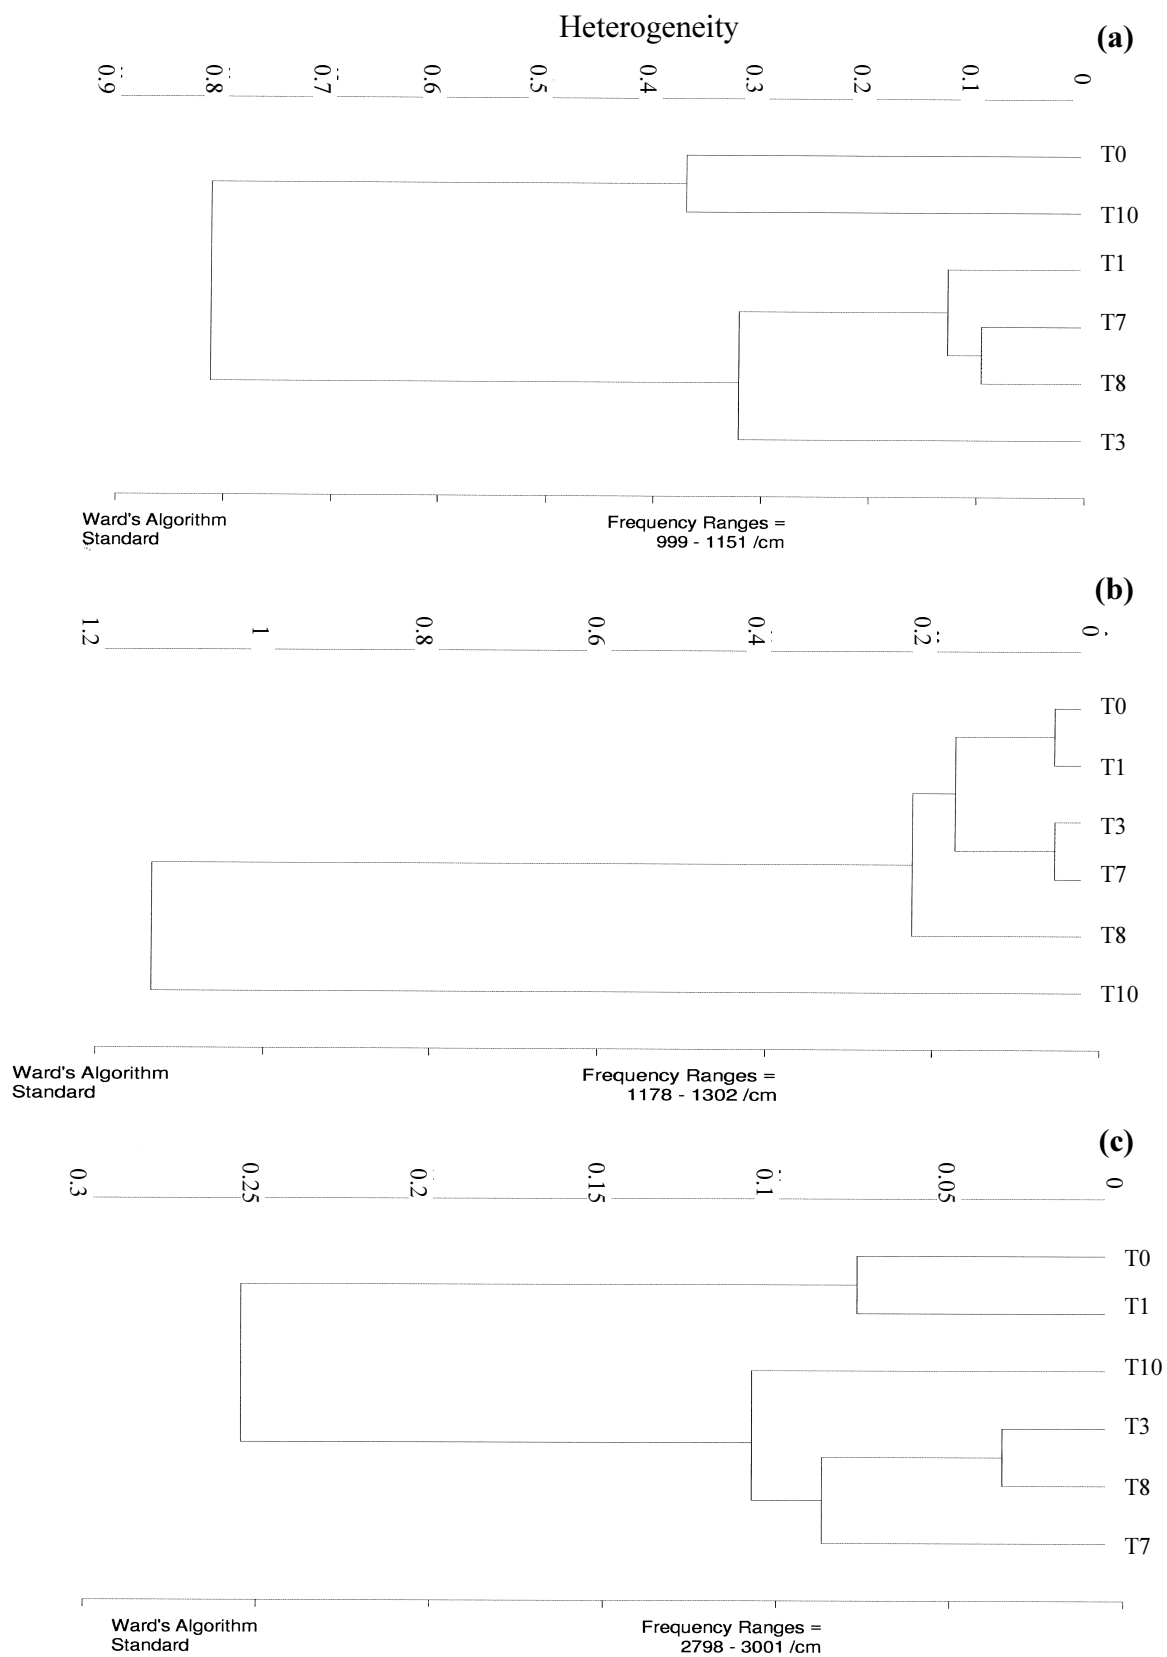 Heterogeneity
(a)
0.9 0.8 0.7 0.6 0.5 0.4 0.3 0.2 0.1 0
T0
T10
T1
T7
T8
T3
Ward's Algorithm
Standard
Frequency Ranges =
999 - 1151 /cm
(b)
1.2 1 0.8 0.6 0.4 0.2 0
T0
T1
T3
T7
T8
T10
Ward's Algorithm
Standard
Frequency Ranges =
1178 - 1302 /cm
(c)
0.3 0.25 0.2 0.15 0.1 0.05 0
T0
T1
T10
T3
T8
T7
Ward's Algorithm
Standard
Frequency Ranges =
2798 - 3001 /cm